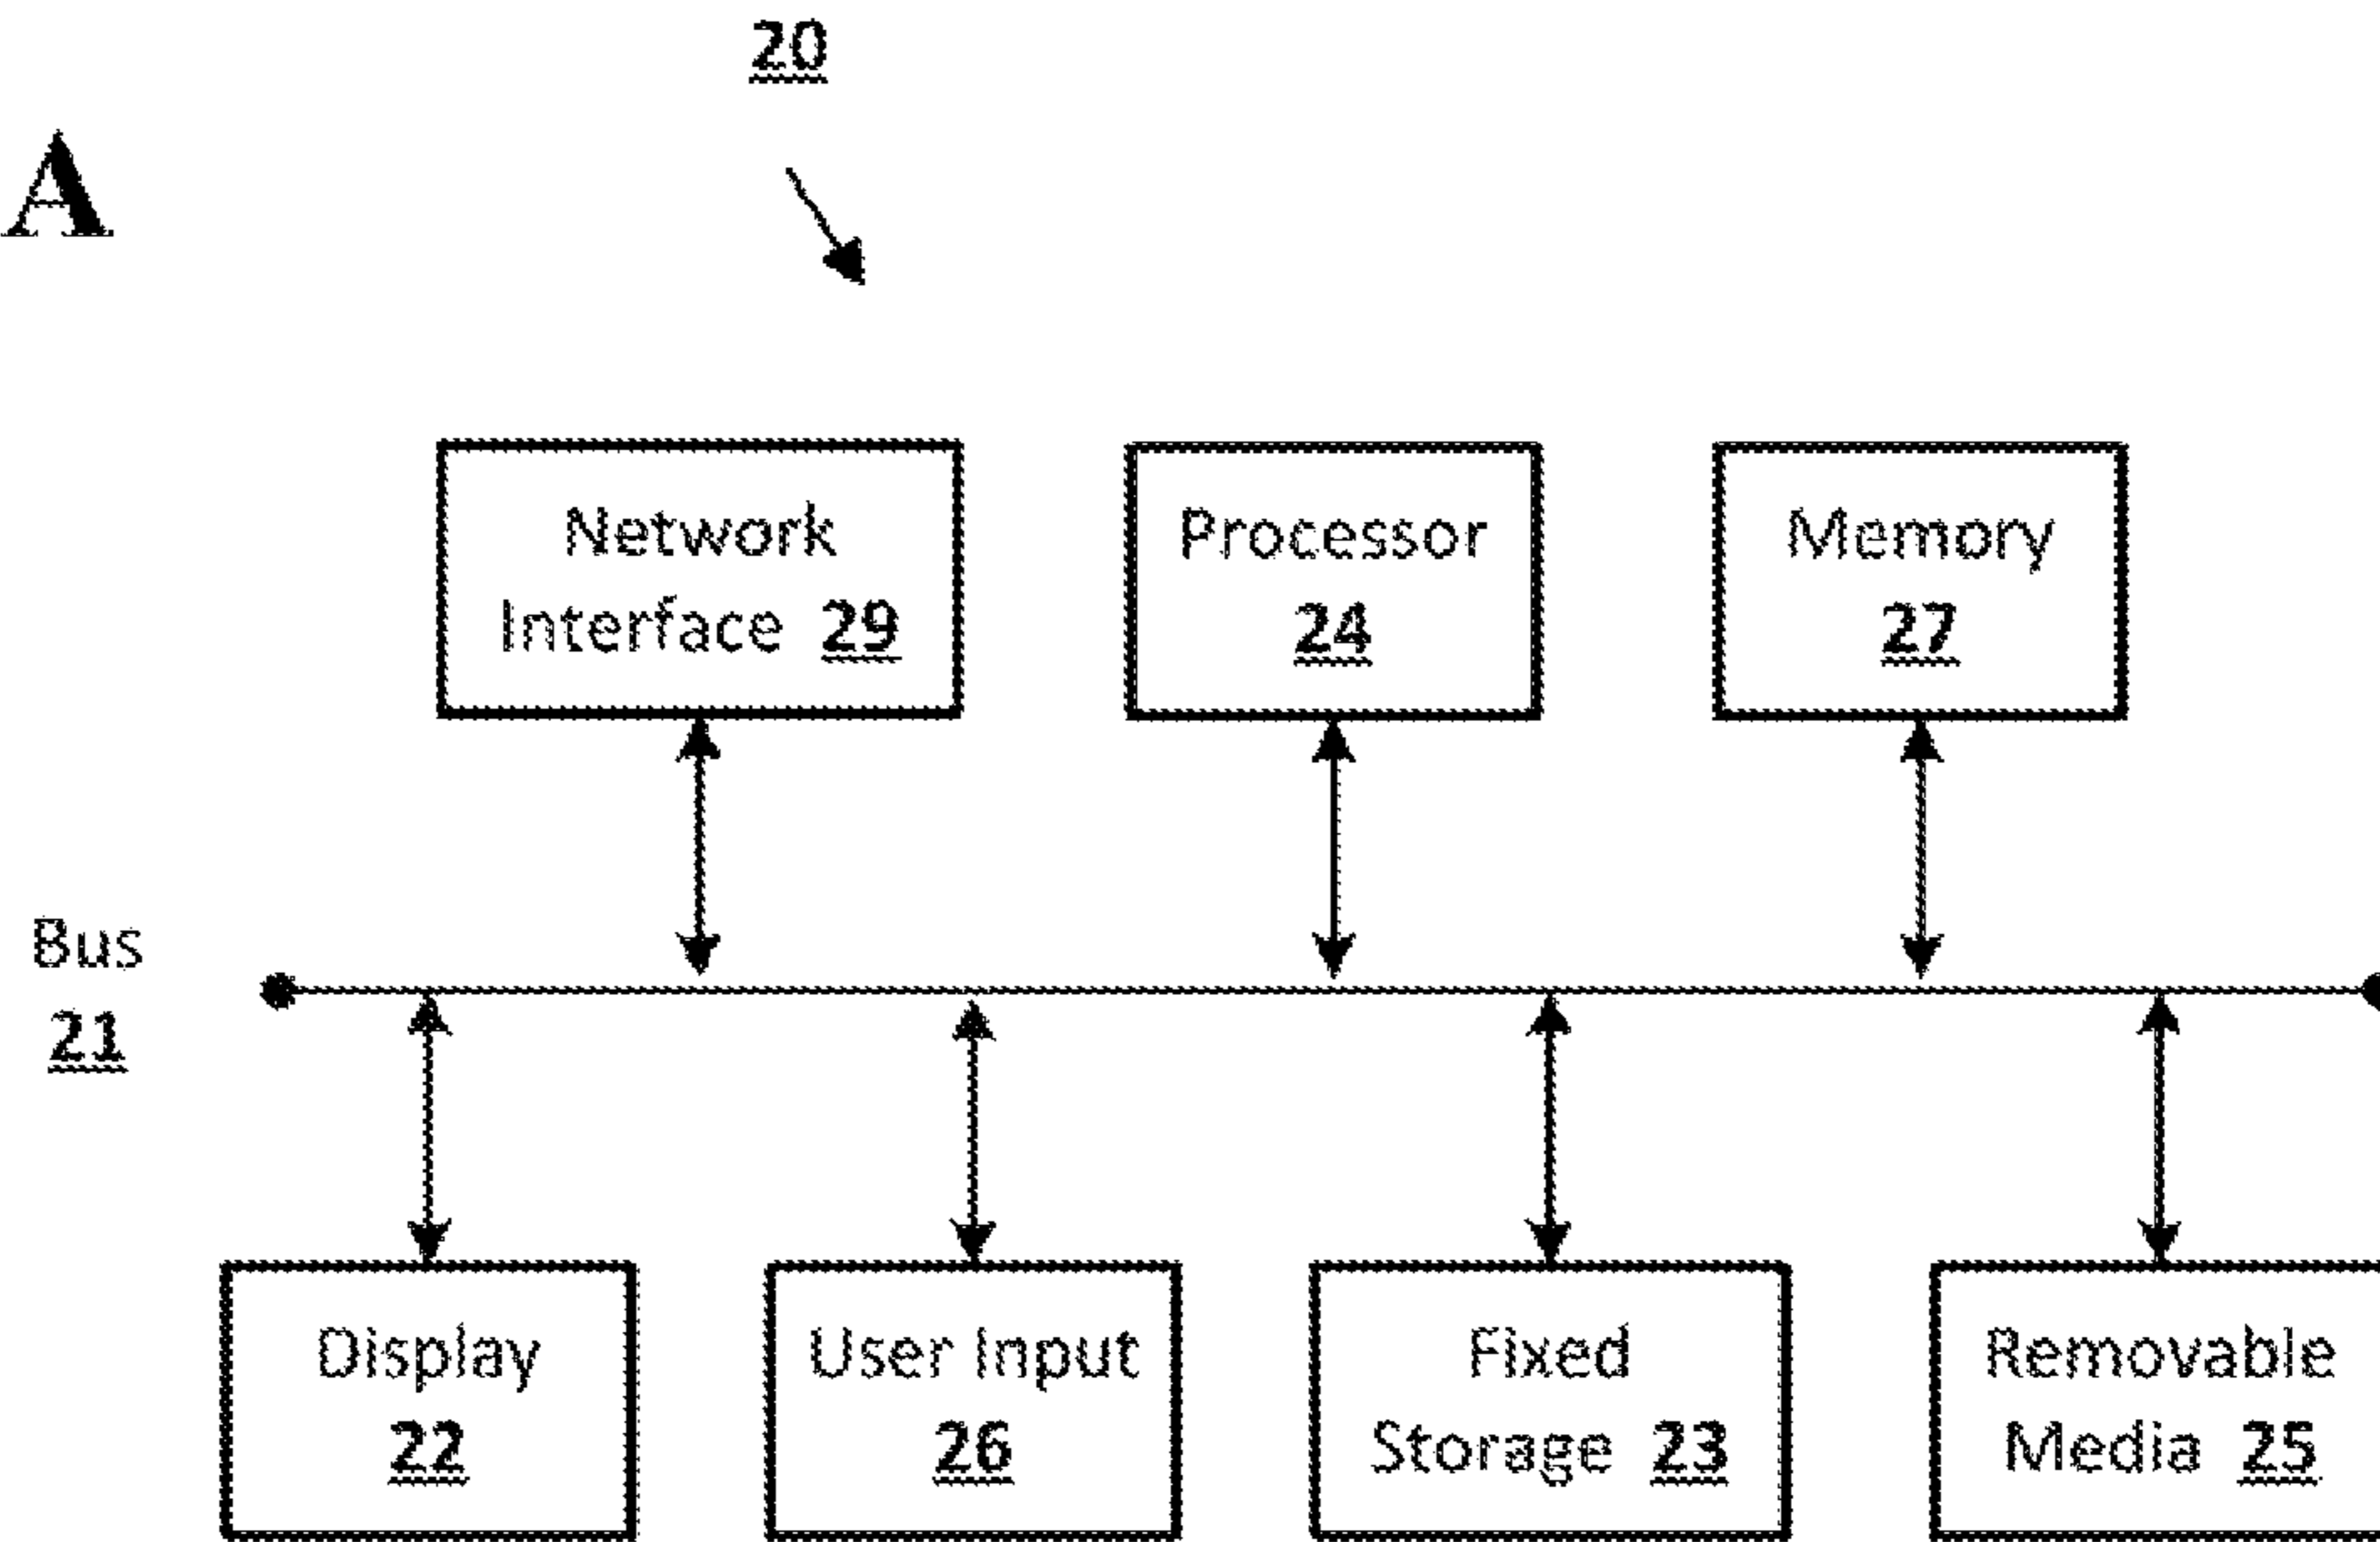 20
A
Network
Interface 29
Processor
24
Memory
27
Bus
21
Display
22
User Input
26
Fixed
Storage 23
Removable
Media 25